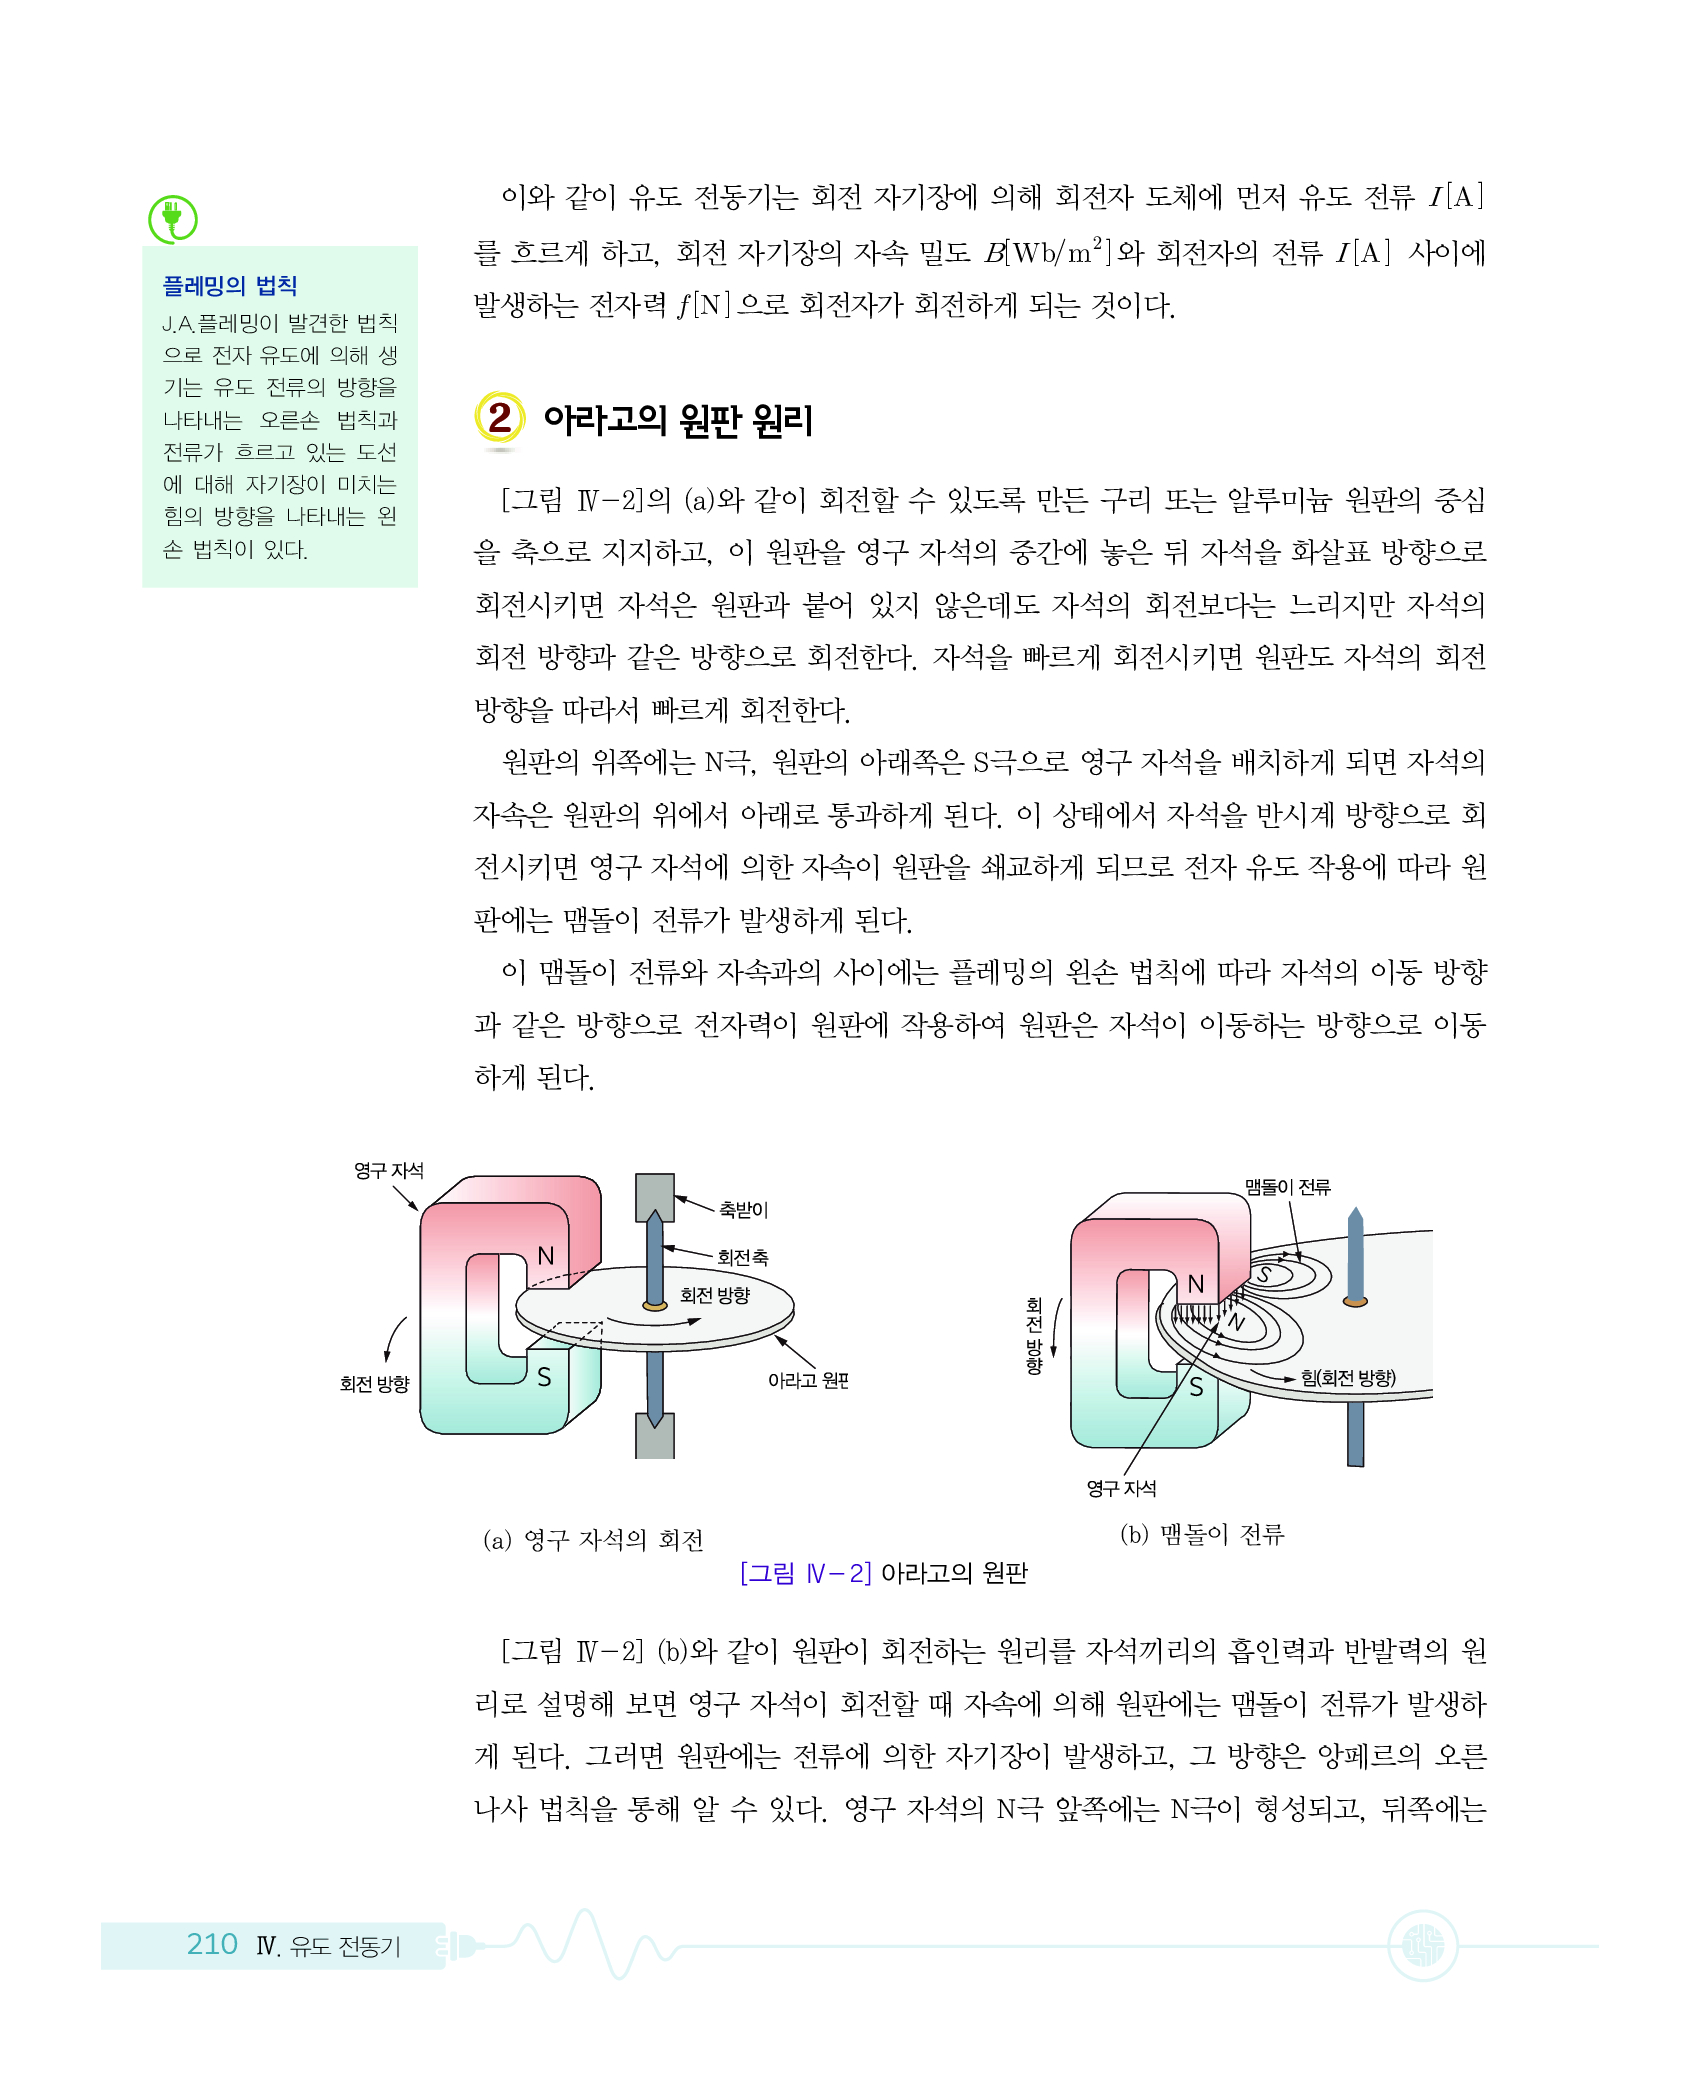 이와 같이 유도 전동기는 회전 자기장에 의해 회전자 도체에 먼저 유도 전류 I[A]
를 흐르게 하고, 회전 자기장의 자속 밀도 B[Wb/m²]와 회전자의 전류 I[A] 사이에
발생하는 전자력 f[N]으로 회전자가 회전하게 되는 것이다.
플레밍의 법칙
J.A.플레밍이 발견한 법칙
으로 전자 유도에 의해 생
기는 유도 전류의 방향을
나타내는 오른손 법칙과
전류가 흐르고 있는 도선
에 대해 자기장이 미치는
힘의 방향을 나타내는 왼
손 법칙이 있다.
2 아라고의 원판 원리
[그림 Ⅳ-2]의 (a)와 같이 회전할 수 있도록 만든 구리 또는 알루미늄 원판의 중심
을 축으로 지지하고, 이 원판을 영구 자석의 중간에 놓은 뒤 자석을 화살표 방향으로
회전시키면 자석은 원판과 붙어 있지 않은데도 자석의 회전보다는 느리지만 자석의
회전 방향과 같은 방향으로 회전한다. 자석을 빠르게 회전시키면 원판도 자석의 회전
방향을 따라서 빠르게 회전한다.
원판의 위쪽에는 N극, 원판의 아래쪽은 S극으로 영구 자석을 배치하게 되면 자석의
자속은 원판의 위에서 아래로 통과하게 된다. 이 상태에서 자석을 반시계 방향으로 회
전시키면 영구 자석에 의한 자속이 원판을 쇄교하게 되므로 전자 유도 작용에 따라 원
판에는 맴돌이 전류가 발생하게 된다.
이 맴돌이 전류와 자속과의 사이에는 플레밍의 왼손 법칙에 따라 자석의 이동 방향
과 같은 방향으로 전자력이 원판에 작용하여 원판은 자석이 이동하는 방향으로 이동
하게 된다.
영구 자석
축받이
N
회전축
회전 방향
회전 방향
S
아라고 원판
맴돌이 전류
S
N
N
회전 방향
힘(회전 방향)
S
영구 자석
(a) 영구 자석의 회전
(b) 맴돌이 전류
[그림 Ⅳ-2] 아라고의 원판
[그림 Ⅳ-2] (b)와 같이 원판이 회전하는 원리를 자석끼리의 흡인력과 반발력의 원
리로 설명해 보면 영구 자석이 회전할 때 자속에 의해 원판에는 맴돌이 전류가 발생하
게 된다. 그러면 원판에는 전류에 의한 자기장이 발생하고, 그 방향은 앙페르의 오른
나사 법칙을 통해 알 수 있다. 영구 자석의 N극 앞쪽에는 N극이 형성되고, 뒤쪽에는
210 Ⅳ. 유도 전동기